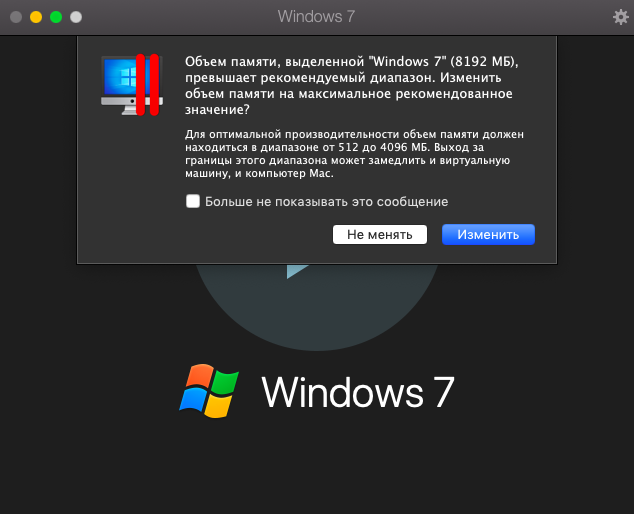 Windows 7
Объем памяти, выделенной "Windows 7" (8192 МБ),
превышает рекомендуемый диапазон. Изменить
объем памяти на максимальное рекомендованное
значение?
Для оптимальной производительности объем памяти должен
находиться в диапазоне от 512 до 4096 МБ. Выход за
границы этого диапазона может замедлить и виртуальную
машину, и компьютер Mac.
Больше не показывать это сообщение
Не менять
Изменить
Windows 7